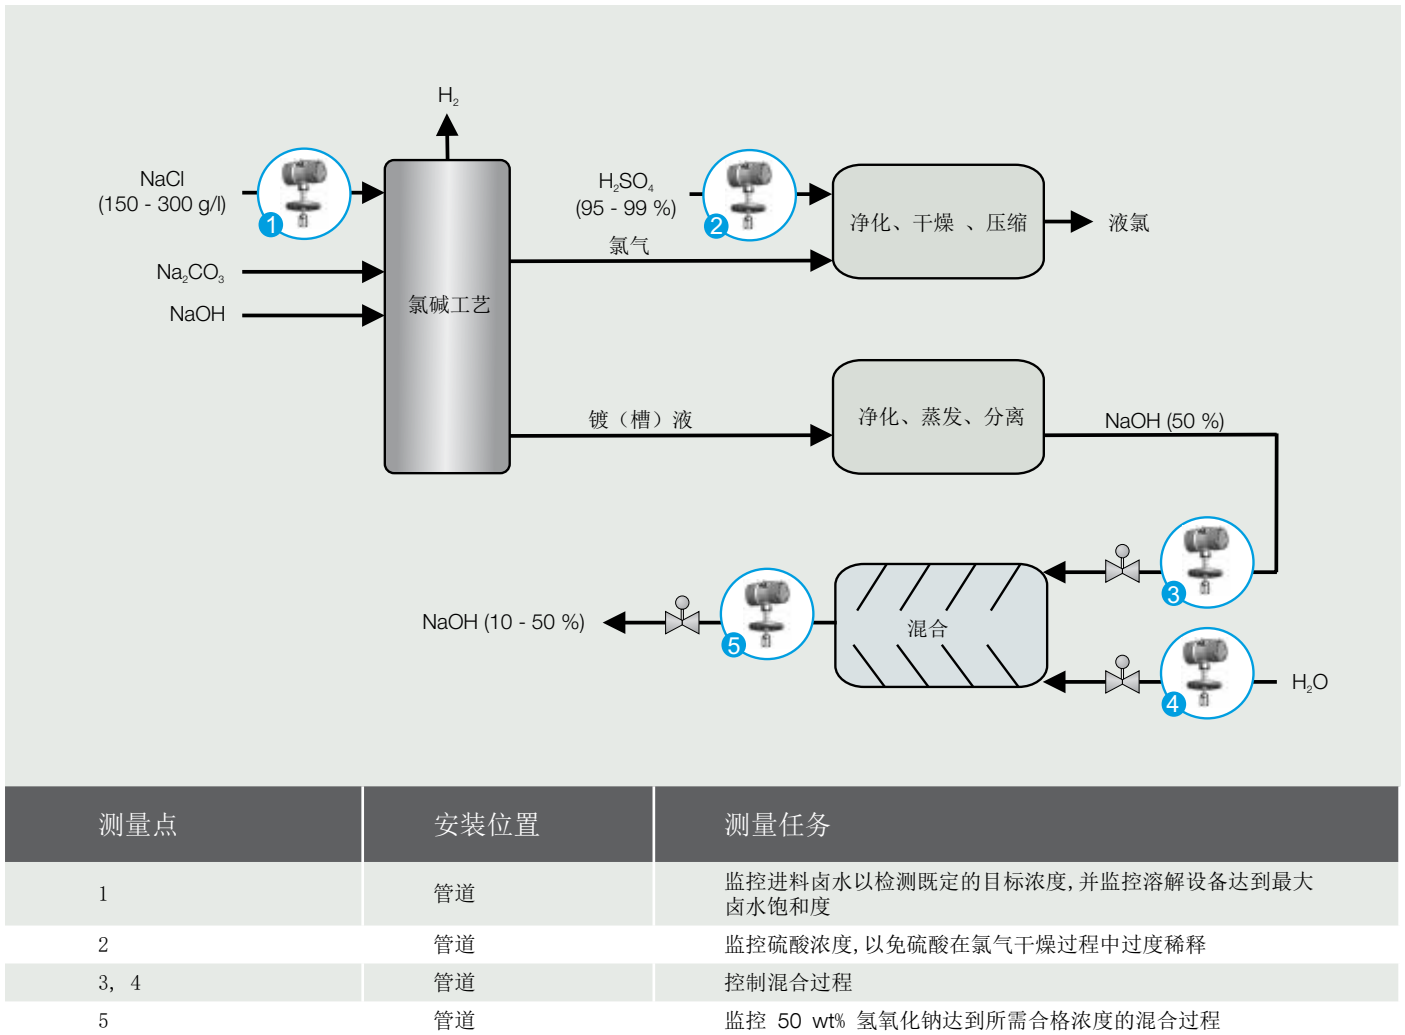 H₂
NaCl
(150 - 300 g/l)
1
H₂SO₄
(95 - 99 %)
2
净化、干燥 、压缩
液氯
氯气
Na₂CO₃
NaOH
氯碱工艺
镀（槽）液
净化、蒸发、分离
NaOH (50 %)
3
NaOH (10 - 50 %)
5
混合
4
H₂O
测量点 安装位置 测量任务
1 管道 监控进料卤水以检测既定的目标浓度,并监控溶解设备达到最大
卤水饱和度
2 管道 监控硫酸浓度,以免硫酸在氯气干燥过程中过度稀释
3, 4 管道 控制混合过程
5 管道 监控 50 wt% 氢氧化钠达到所需合格浓度的混合过程